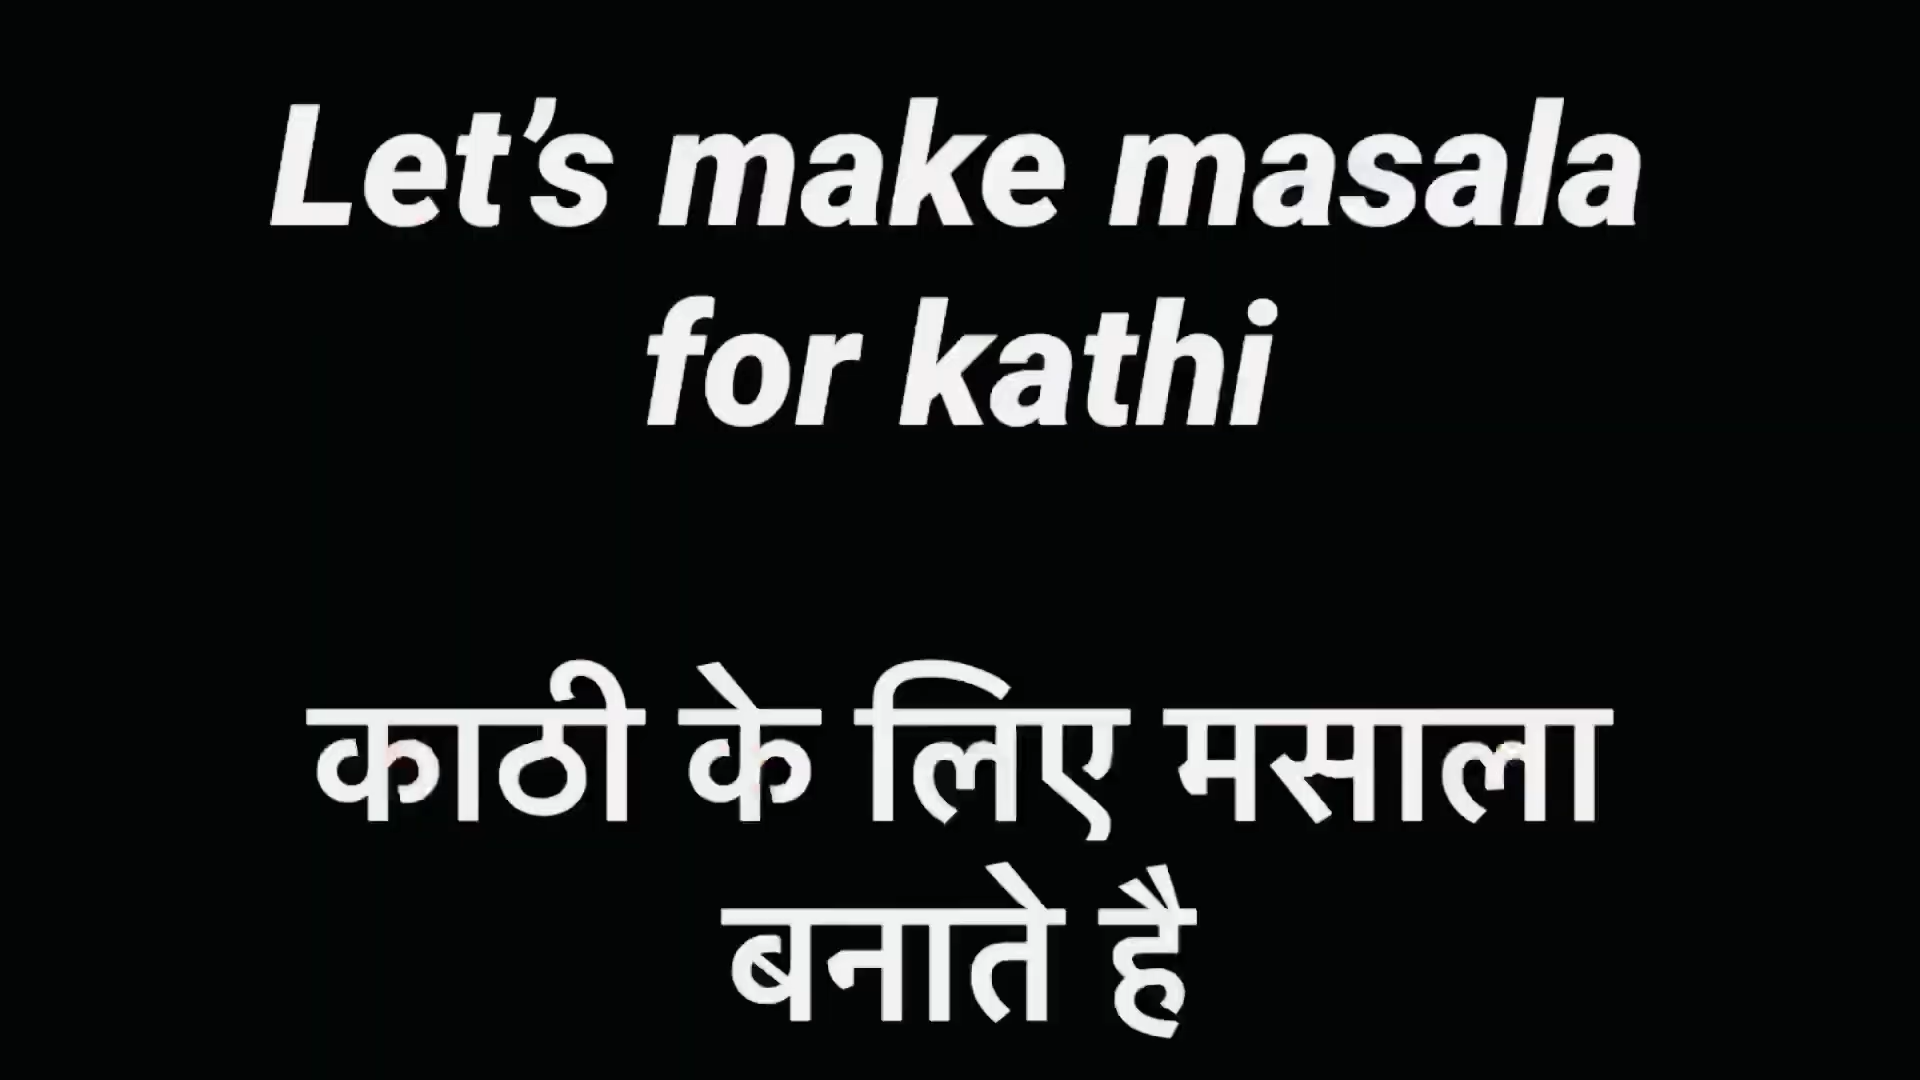 Let’s make masala
for kathi
काठी के लिए मसाला
बनाते है